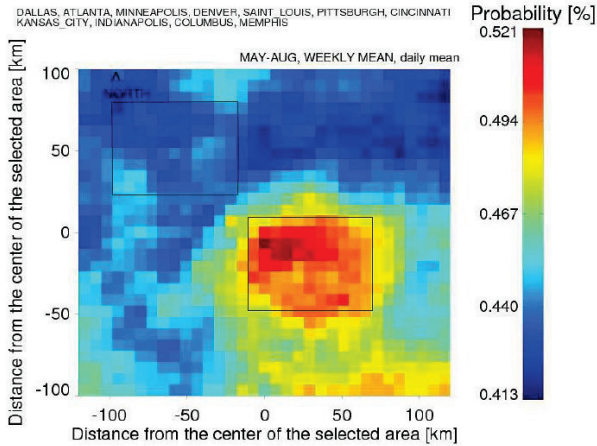 DALLAS, ATLANTA, MINNEAPOLIS, DENVER, SAINT_LOUIS, PITTSBURGH, CINCINNATI
KANSAS_CITY, INDIANAPOLIS, COLUMBUS, MEMPHIS
Probability [%]
MAY-AUG, WEEKLY MEAN, daily mean
0.521
0.494
0.467
0.440
0.413
Distance from the center of the selected area [km]
100
50
0
-50
-100
NORTH
-100
-50
0
50
100
Distance from the center of the selected area [km]